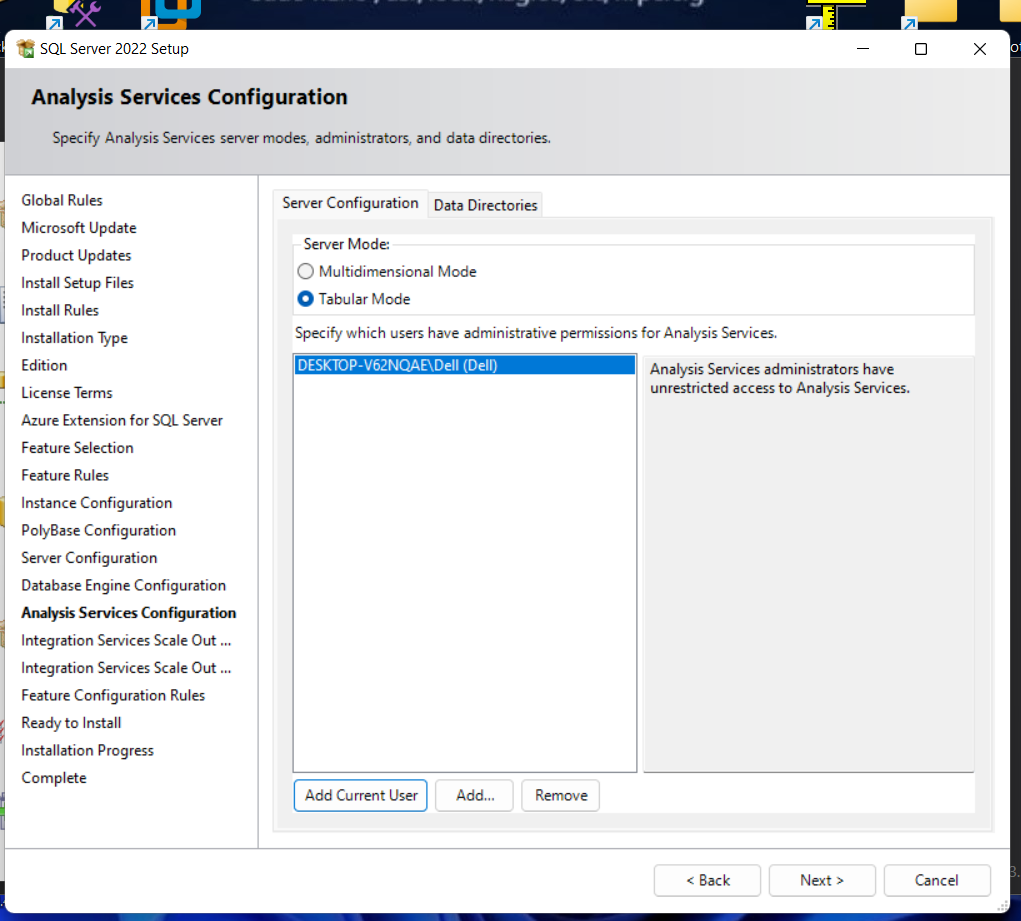 SQL Server 2022 Setup
Analysis Services Configuration
Specify Analysis Services server modes, administrators, and data directories.
Global Rules
Microsoft Update
Product Updates
Install Setup Files
Install Rules
Installation Type
Edition
License Terms
Azure Extension for SQL Server
Feature Selection
Feature Rules
Instance Configuration
PolyBase Configuration
Server Configuration
Database Engine Configuration
Analysis Services Configuration
Integration Services Scale Out ...
Integration Services Scale Out ...
Feature Configuration Rules
Ready to Install
Installation Progress
Complete
Server Configuration
Data Directories
Server Mode:
Multidimensional Mode
Tabular Mode
Specify which users have administrative permissions for Analysis Services.
DESKTOP-V62NQAE\Dell (Dell)
Analysis Services administrators have
unrestricted access to Analysis Services.
Add Current User
Add...
Remove
< Back
Next >
Cancel